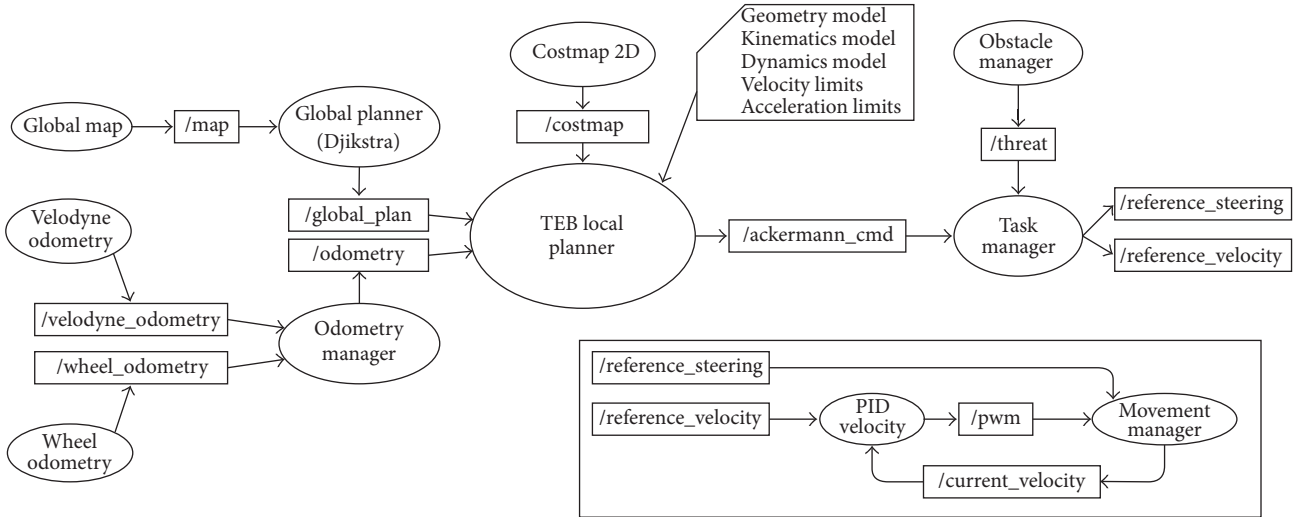 Geometry model
Kinematics model
Dynamics model
Velocity limits
Acceleration limits
Costmap 2D
Obstacle
manager
Global map
/map
Global planner
(Djikstra)
/costmap
/threat
Velodyne
odometry
/global_plan
/odometry
TEB local
planner
/ackermann_cmd
Task
manager
/reference_steering
/reference_velocity
/velodyne_odometry
/wheel_odometry
Odometry
manager
Wheel
odometry
/reference_steering
/reference_velocity
PID
velocity
/pwm
Movement
manager
/current_velocity